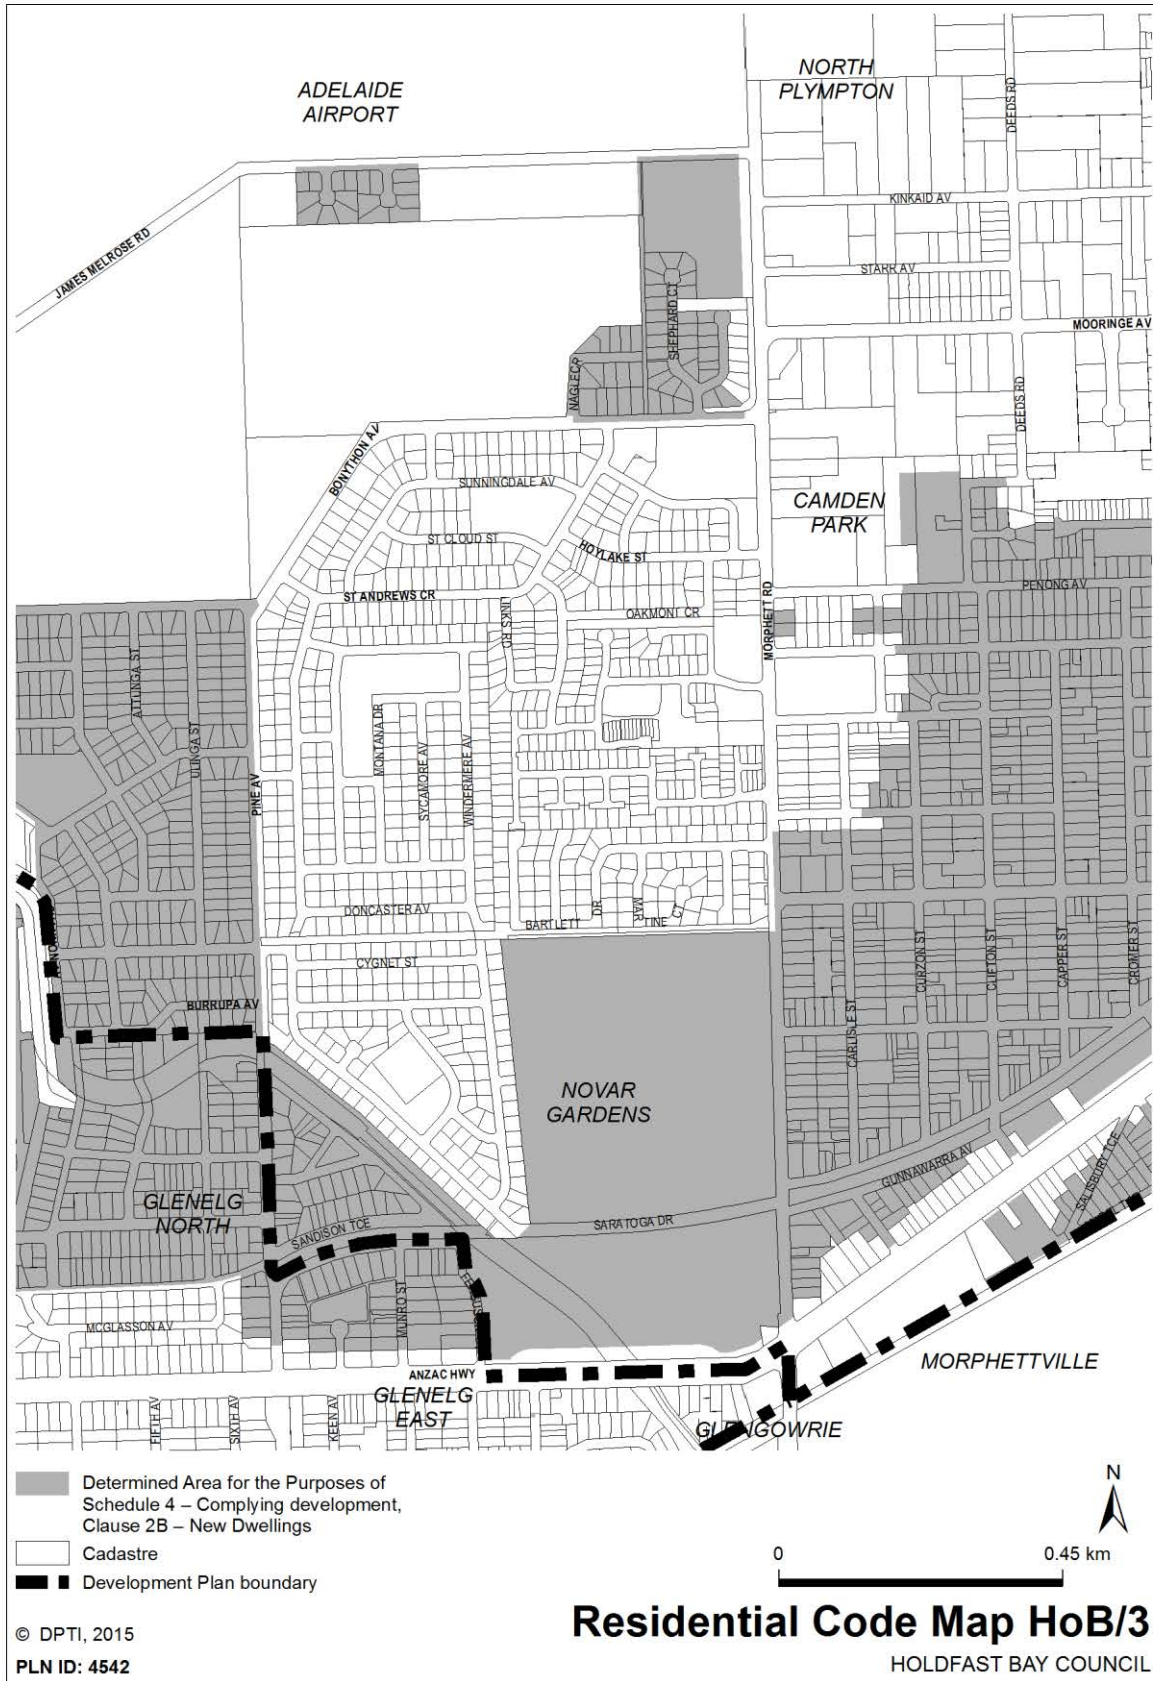 ADELAIDE
AIRPORT
NORTH
PLYMPTON
DEEDS RD
KINKAID AV
JAMES MELROSE RD
STARR AV
SHEPHARD CT
MOORINGE AV
NAGLE CR
DEEDS RD
BONYTHON AV
SUNNINGDALE AV
CAMDEN
PARK
ST CLOUD ST
HOYLAKE ST
PENONG AV
ST ANDREWS CR
LINKS RD
OAKMONT CR
MORPHETT RD
ULINGA ST
MONTANA DR
SYCAMORE AV
WINDERMERE AV
PINE AV
DONCASTER AV
BARTLETT
DR
MAR
TINE
CT
CYGNET ST
CURZON ST
CLIFTON ST
CAPPER ST
CROMER ST
BURRUPA AV
CARLISLE ST
NOVAR
GARDENS
GUNNAWARRA AV
SALISBURY TCE
GLENELG
NORTH
SANDISON TCE
SARATOGA DR
MUNRO ST
MCGLASSON AV
ANZAC HWY
MORPHETTVILLE
GLENELG
EAST
FIFTH AV
SIXTH AV
KEEN AV
GLENGOWRIE
Determined Area for the Purposes of
Schedule 4 – Complying development,
Clause 2B – New Dwellings
Cadastre
Development Plan boundary
N
0 0.45 km
© DPTI, 2015
PLN ID: 4542
Residential Code Map HoB/3
HOLDFAST BAY COUNCIL